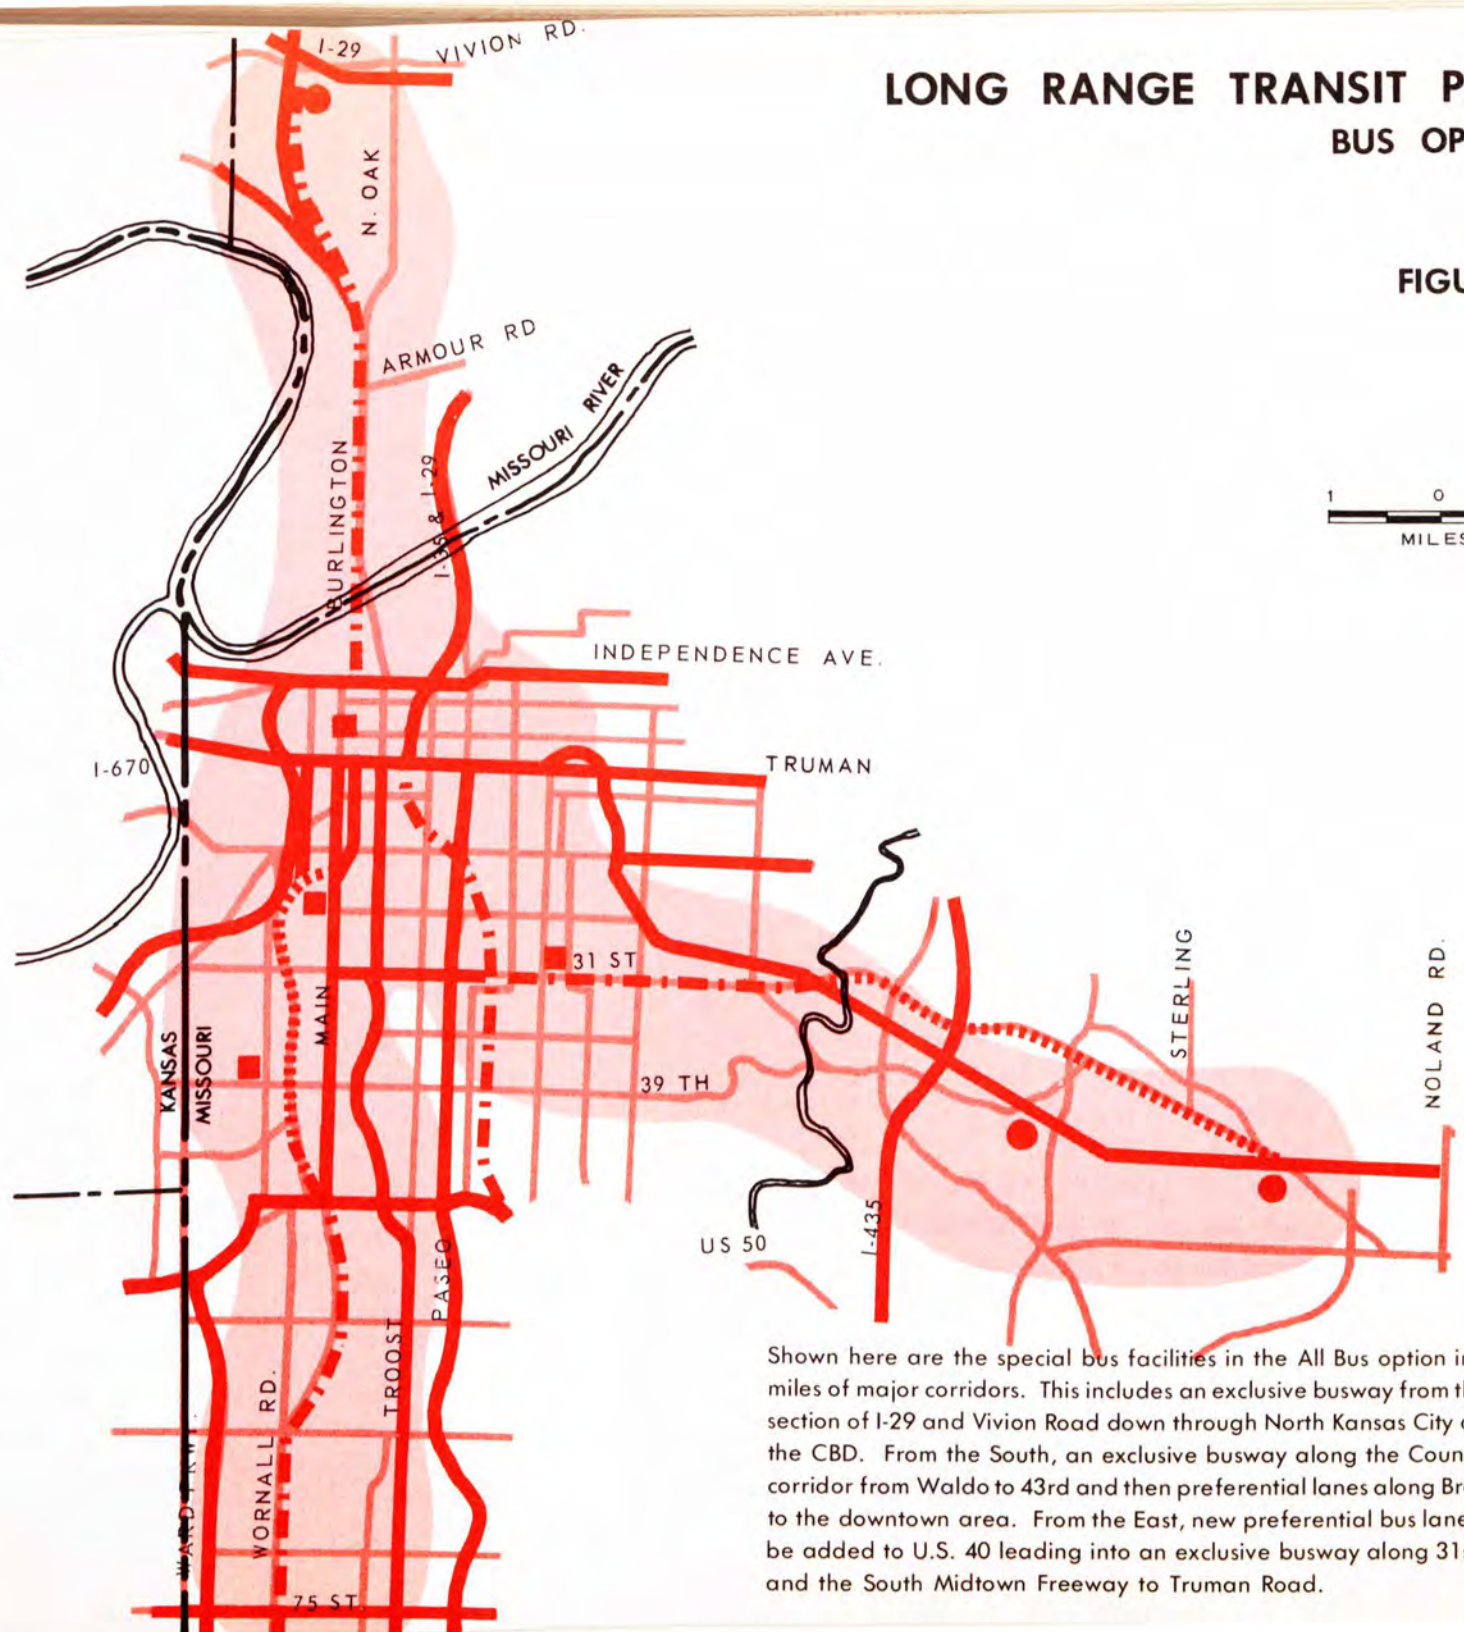 I-29
VIVION RD.
LONG RANGE TRANSIT P
BUS OP
N. OAK
FIGU
ARMOUR RD
MISSOURI RIVER
BURLINGTON
I-35 & I-29
1 0
MILES
INDEPENDENCE AVE.
I-670
TRUMAN
31 ST
MAIN
KANSAS
MISSOURI
39 TH
STERLING
NOLAND RD.
US 50
I-435
PASEO
TROOST
WORNALL RD.
WARD PKWY.
75 ST.
Shown here are the special bus facilities in the All Bus option i
miles of major corridors. This includes an exclusive busway from t
section of I-29 and Vivion Road down through North Kansas City
the CBD. From the South, an exclusive busway along the Coun
corridor from Waldo to 43rd and then preferential lanes along Br
to the downtown area. From the East, new preferential bus lane
be added to U.S. 40 leading into an exclusive busway along 31
and the South Midtown Freeway to Truman Road.